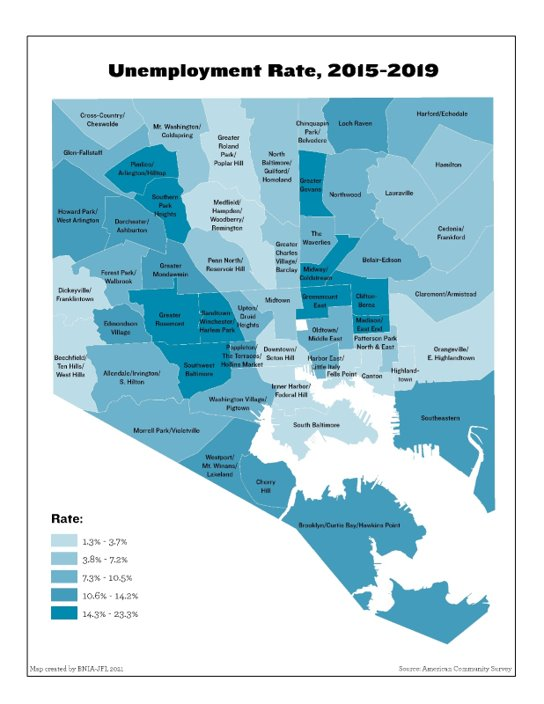 Unemployment Rate, 2015-2019
Cross-Country/
Cheswolde
Mt. Washington/
Coldspring
Greater
Roland
Park/
Poplar Hill
Chinquapin
Park/
Belvedere
Loch Raven
Harford/Echodale
Glen-Fallstaff
Pimlico/
Arlington/Hilltop
North
Baltimore/
Guilford/
Homeland
Greater
Govans
Northwood
Hamilton
Lauraville
Southern
Park
Heights
Howard Park/
West Arlington
Dorchester/
Ashburton
Medfield/
Hampden/
Woodberry/
Remington
The
Waverlies
Cedonia/
Frankford
Greater
Charles
Village/
Barclay
Belair-Edison
Forest Park/
Walbrook
Greater
Mondawmin
Penn North/
Reservoir Hill
Midway/
Coldstream
Dickeyville/
Franklintown
Midtown
Greenmount
East
Clifton-
Berea
Claremont/Armistead
Edmondson
Village
Greater
Rosemont
Sandtown
Winchester/
Harlem Park
Upton/
Druid
Heights
Oldtown/
Middle East
Madison/
East End
Patterson Park
North & East
Orangeville/
E. Highlandtown
Beechfield/
Ten Hills/
West Hills
Allendale/Irvington/
S. Hilton
Southwest
Baltimore
Poppleton/
The Terraces/
Hollins Market
Downtown/
Seton Hill
Harbor East/
Little Italy
Fells Point
Canton
Highland-
town
Inner Harbor/
Federal Hill
Washington Village/
Pigtown
Morrell Park/Violetville
South Baltimore
Southeastern
Westport/
Mt. Winans/
Lakeland
Cherry
Hill
Brooklyn/Curtis Bay/Hawkins Point
Rate:
1.3% - 3.7%
3.8% - 7.2%
7.3% - 10.5%
10.6% - 14.2%
14.3% - 23.3%
Map created by BNIA-JFI, 2021
Source: American Community Survey